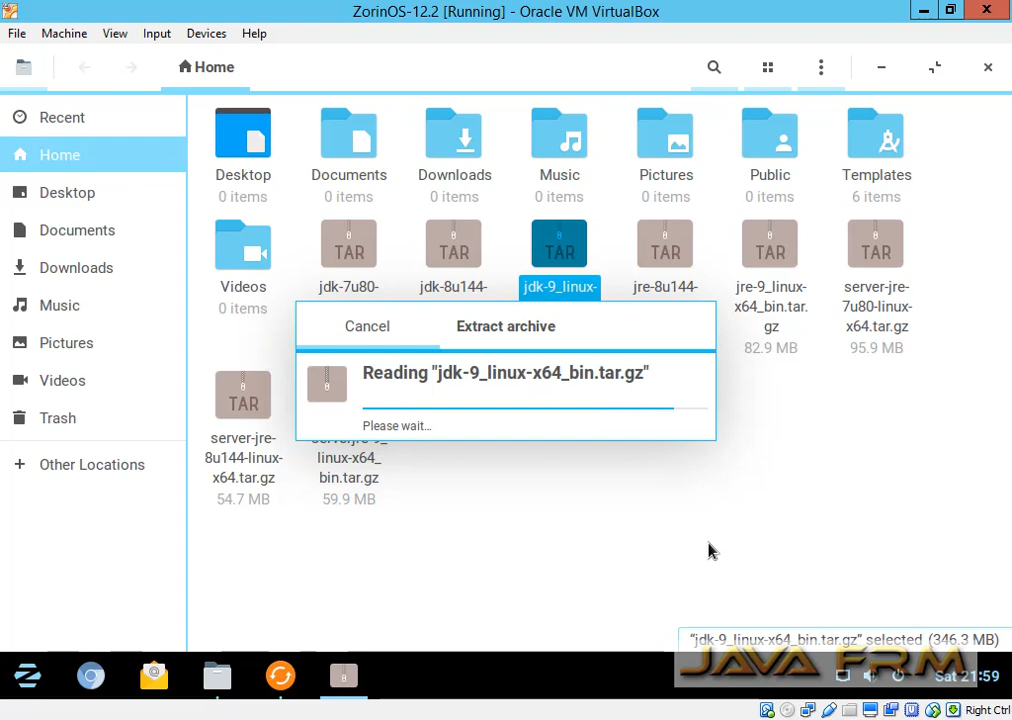 ZorinOS-12.2 [Running] - Oracle VM VirtualBox
File Machine View Input Devices Help
Home
Recent
Home
Desktop
Documents
Downloads
Music
Pictures
Videos
Trash
+ Other Locations
Desktop
0 items
Documents
0 items
Downloads
0 items
Music
0 items
Pictures
0 items
Public
0 items
Templates
6 items
Videos
0 items
TAR
jdk-7u80-
TAR
jdk-8u144-
TAR
jdk-9_linux-
TAR
jre-8u144-
TAR
jre-9_linux-
x64_bin.tar.
gz
82.9 MB
TAR
server-jre-
7u80-linux-
x64.tar.gz
95.9 MB
TAR
server-jre-
8u144-linux-
x64.tar.gz
54.7 MB
linux-x64_
bin.tar.gz
59.9 MB
Cancel
Extract archive
Reading "jdk-9_linux-x64_bin.tar.gz"
Please wait...
"jdk-9_linux-x64_bin.tar.gz" selected (346.3 MB)
JAVA FRM
Sat 21:59
Right Ctrl